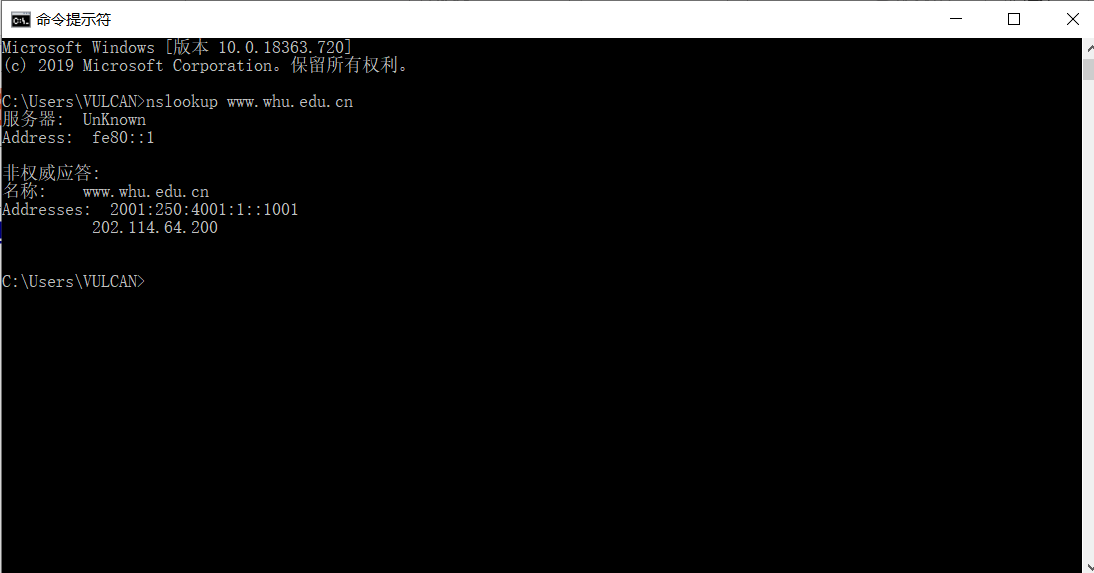 命令提示符
Microsoft Windows [版本 10.0.18363.720]
(c) 2019 Microsoft Corporation。保留所有权利。
C:\Users\VULCAN>nslookup www.whu.edu.cn
服务器:  UnKnown
Address:  fe80::1
非权威应答:
名称:    www.whu.edu.cn
Addresses:  2001:250:4001:1::1001
202.114.64.200
C:\Users\VULCAN>